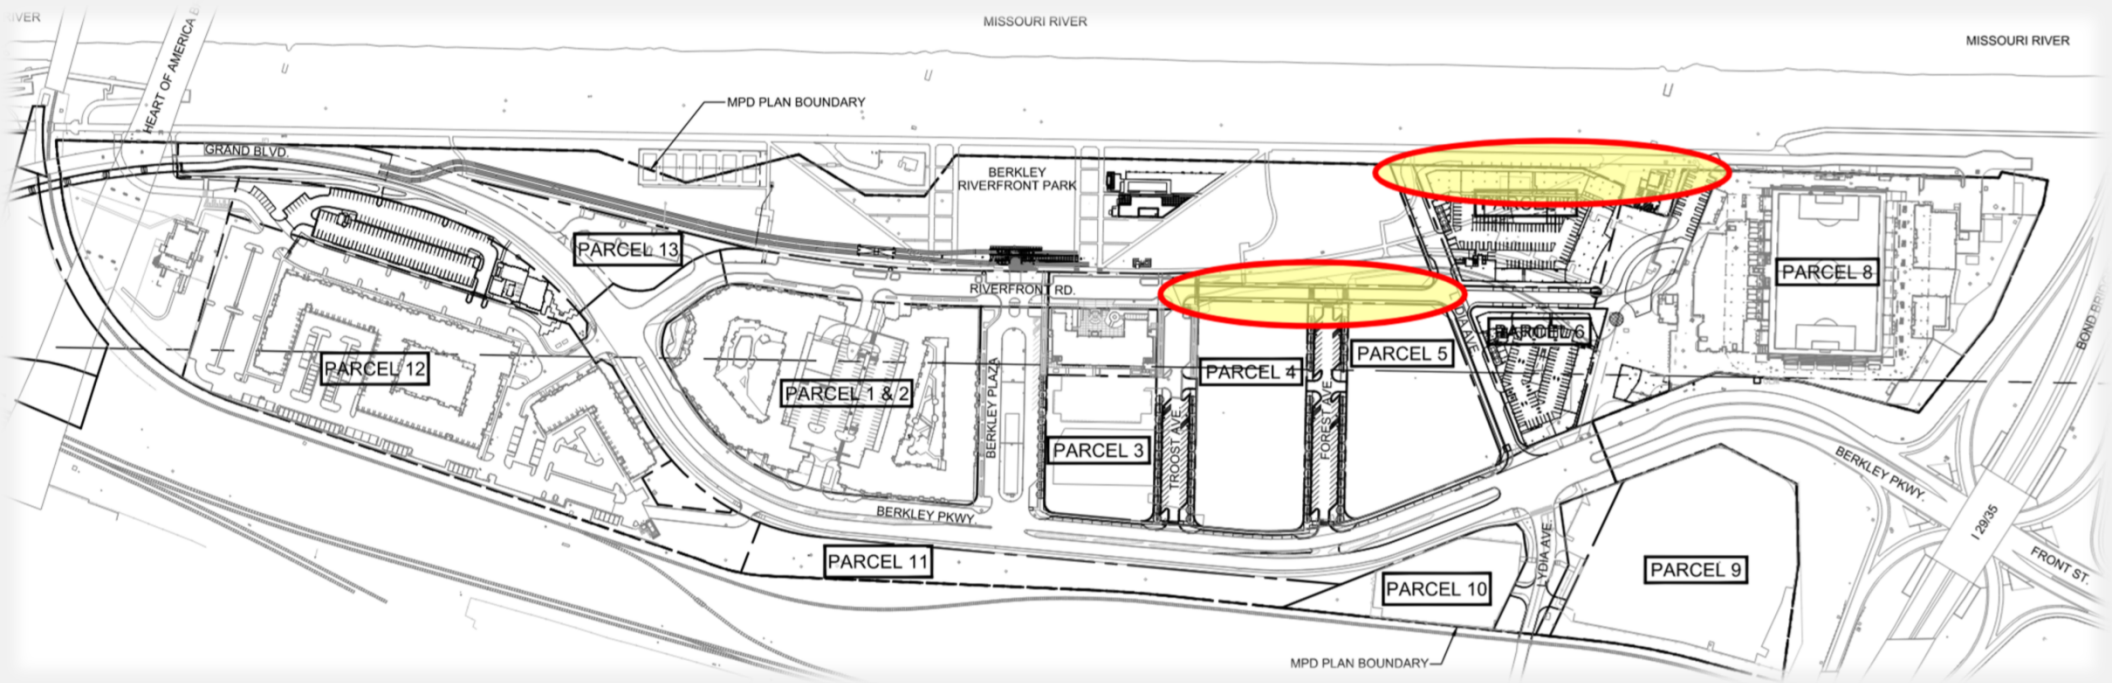 MISSOURI RIVER
MISSOURI RIVER
HEART OF AMERICA
MPD PLAN BOUNDARY
GRAND BLVD.
BERKLEY
RIVERFRONT PARK
PARCEL 13
PARCEL 8
RIVERFRONT RD.
PARCEL 6
BOND
PARCEL 12
PARCEL 1 & 2
BERKLEY PLAZA
PARCEL 4
PARCEL 5
PARCEL 3
TROOST AVE.
FOREST AVE
BERKLEY PKWY.
BERKLEY PKWY.
I 29/35
FRONT ST.
PARCEL 11
PARCEL 10
LYDIA AVE.
PARCEL 9
MPD PLAN BOUNDARY